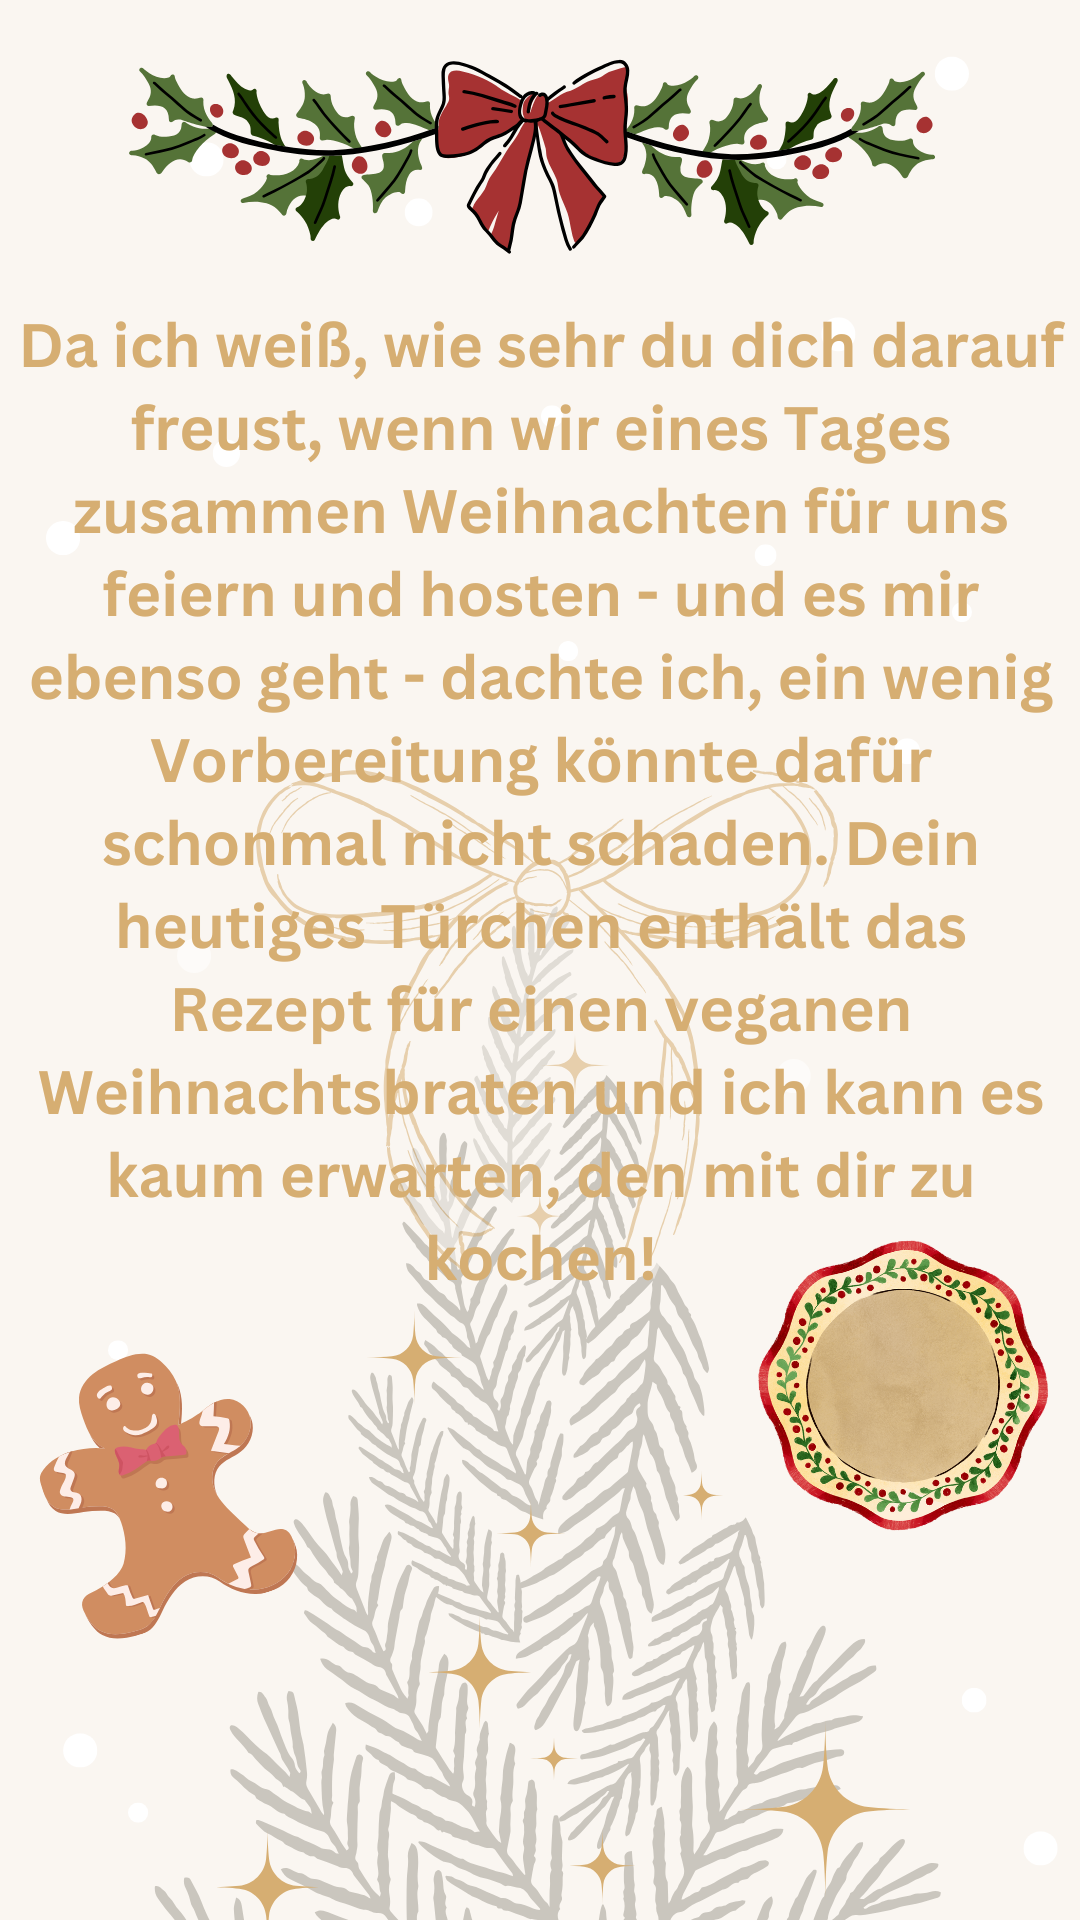 Da ich weiß, wie sehr du dich darauf
freust, wenn wir eines Tages
zusammen Weihnachten für uns
feiern und hosten - und es mir
ebenso geht - dachte ich, ein wenig
Vorbereitung könnte dafür
schonmal nicht schaden. Dein
heutiges Türchen enthält das
Rezept für einen veganen
Weihnachtsbraten und ich kann es
kaum erwarten, den mit dir zu
kochen!